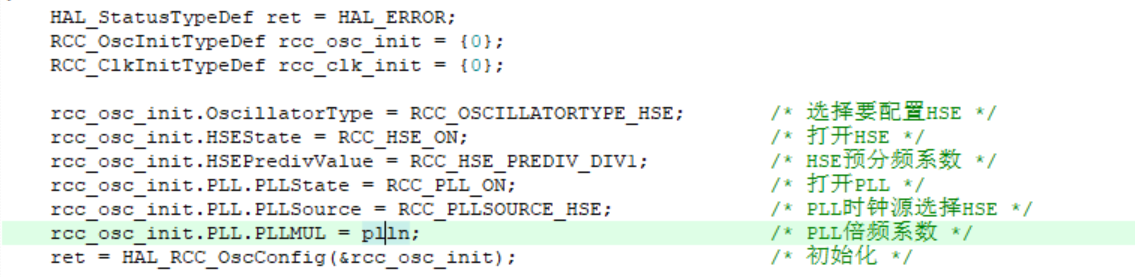 HAL_StatusTypeDef ret = HAL_ERROR;
RCC_OscInitTypeDef rcc_osc_init = {0};
RCC_ClkInitTypeDef rcc_clk_init = {0};
rcc_osc_init.OscillatorType = RCC_OSCILLATORTYPE_HSE; /* 选择要配置HSE */
rcc_osc_init.HSEState = RCC_HSE_ON; /* 打开HSE */
rcc_osc_init.HSEPredivValue = RCC_HSE_PREDIV_DIV1; /* HSE预分频系数 */
rcc_osc_init.PLL.PLLState = RCC_PLL_ON; /* 打开PLL */
rcc_osc_init.PLL.PLLSource = RCC_PLLSOURCE_HSE; /* PLL时钟源选择HSE */
rcc_osc_init.PLL.PLLMUL = plln; /* PLL倍频系数 */
ret = HAL_RCC_OscConfig(&rcc_osc_init); /* 初始化 */